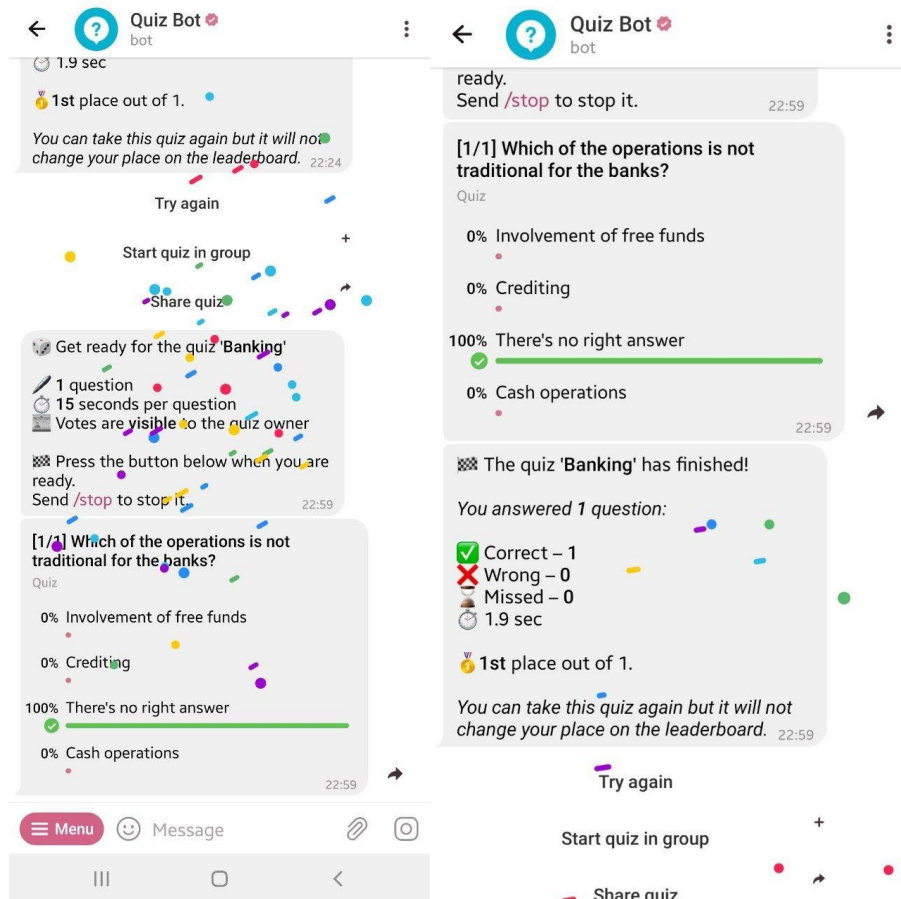 Quiz Bot
bot
1.9 sec
1st place out of 1.
You can take this quiz again but it will not
change your place on the leaderboard. 22:24
Try again
Start quiz in group
Share quiz
Get ready for the quiz 'Banking'
1 question
15 seconds per question
Votes are visible to the quiz owner
Press the button below when you are
ready.
Send /stop to stop it. 22:59
[1/1] Which of the operations is not
traditional for the banks?
Quiz
0% Involvement of free funds
0% Crediting
100% There's no right answer
0% Cash operations
22:59
Menu Message
Quiz Bot
bot
ready.
Send /stop to stop it. 22:59
[1/1] Which of the operations is not
traditional for the banks?
Quiz
0% Involvement of free funds
0% Crediting
100% There's no right answer
0% Cash operations
22:59
The quiz 'Banking' has finished!
You answered 1 question:
Correct – 1
Wrong – 0
Missed – 0
1.9 sec
1st place out of 1.
You can take this quiz again but it will not
change your place on the leaderboard. 22:59
Try again
Start quiz in group
Share quiz